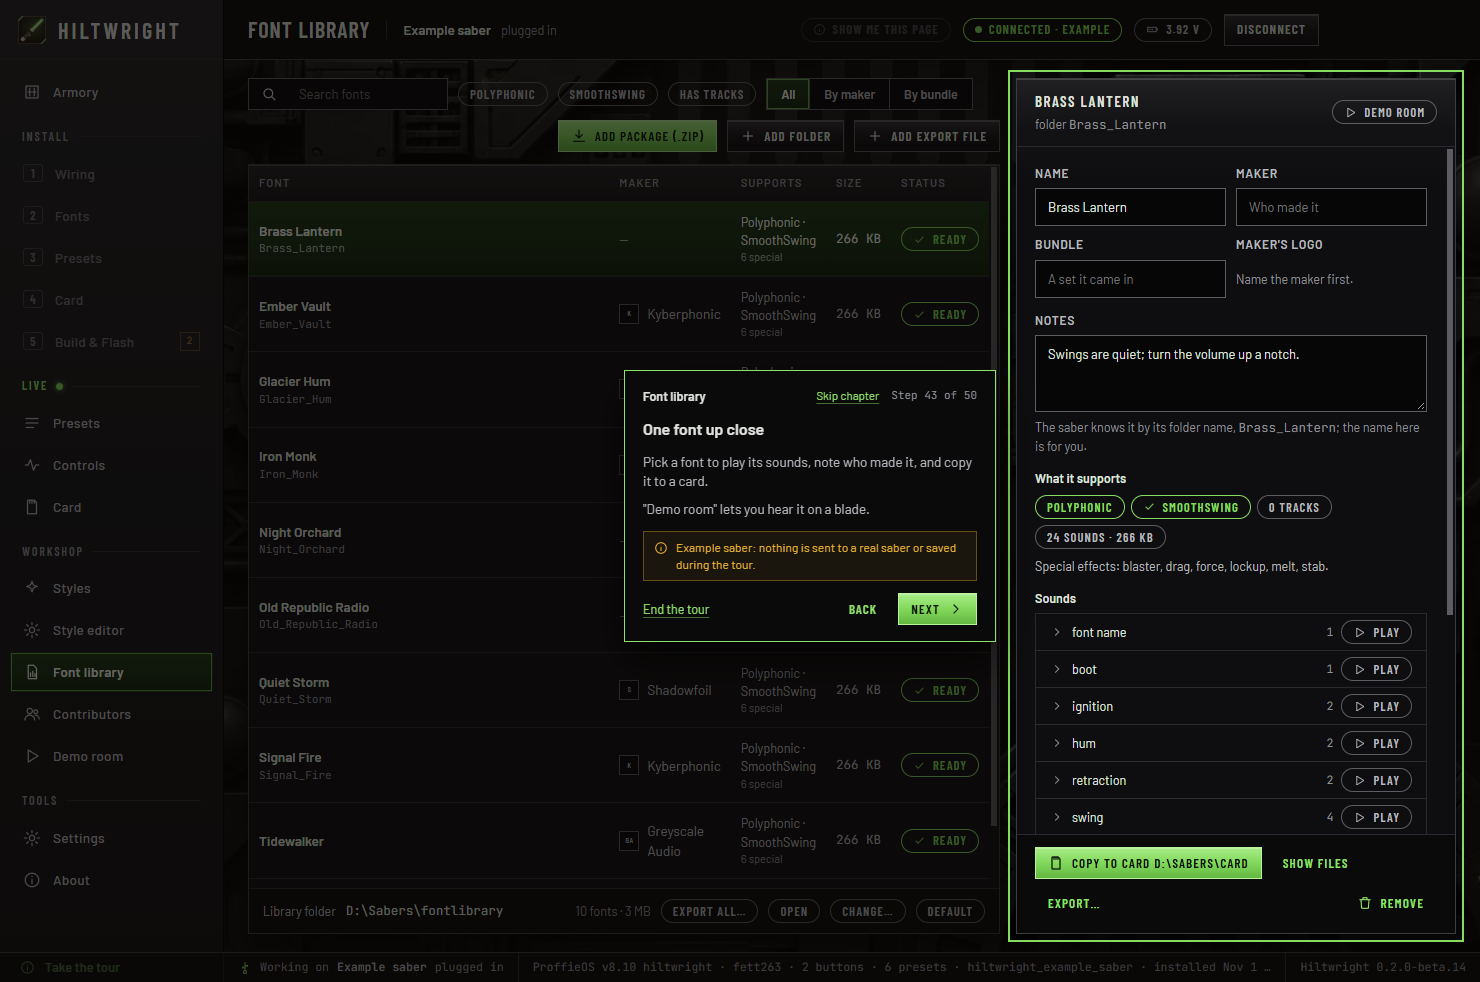 HILTWRIGHT
FONT LIBRARY
Example saber plugged in
SHOW ME THIS PAGE
CONNECTED · EXAMPLE
3.92 V
DISCONNECT
Armory
INSTALL
1 Wiring
2 Fonts
3 Presets
4 Card
5 Build & Flash 2
LIVE
Presets
Controls
Card
WORKSHOP
Styles
Style editor
Font library
Contributors
Demo room
TOOLS
Settings
About
Take the tour
Search fonts
POLYPHONIC
SMOOTHSWING
HAS TRACKS
All
By maker
By bundle
ADD PACKAGE (.ZIP)
ADD FOLDER
ADD EXPORT FILE
FONT MAKER SUPPORTS SIZE STATUS
Brass Lantern
Brass_Lantern
—
Polyphonic ·
SmoothSwing
6 special
266 KB
READY
Ember Vault
Ember_Vault
K Kyberphonic
Polyphonic ·
SmoothSwing
6 special
266 KB
READY
Glacier Hum
Glacier_Hum
Iron Monk
Iron_Monk
Night Orchard
Night_Orchard
Old Republic Radio
Old_Republic_Radio
Quiet Storm
Quiet_Storm
S Shadowfoil
Polyphonic ·
SmoothSwing
6 special
266 KB
READY
Signal Fire
Signal_Fire
K Kyberphonic
Polyphonic ·
SmoothSwing
6 special
266 KB
READY
Tidewalker
GA Greyscale
Audio
Polyphonic ·
SmoothSwing
6 special
266 KB
READY
Library folder D:\Sabers\fontlibrary
10 fonts · 3 MB
EXPORT ALL…
OPEN
CHANGE…
DEFAULT
Font library
Skip chapter
Step 43 of 50
One font up close
Pick a font to play its sounds, note who made it, and copy
it to a card.
"Demo room" lets you hear it on a blade.
Example saber: nothing is sent to a real saber or saved
during the tour.
End the tour
BACK
NEXT
BRASS LANTERN
folder Brass_Lantern
DEMO ROOM
NAME
MAKER
Brass Lantern
Who made it
BUNDLE
MAKER'S LOGO
A set it came in
Name the maker first.
NOTES
Swings are quiet; turn the volume up a notch.
The saber knows it by its folder name, Brass_Lantern; the name here
is for you.
What it supports
POLYPHONIC
SMOOTHSWING
0 TRACKS
24 SOUNDS · 266 KB
Special effects: blaster, drag, force, lockup, melt, stab.
Sounds
font name 1 PLAY
boot 1 PLAY
ignition 2 PLAY
hum 2 PLAY
retraction 2 PLAY
swing 4 PLAY
COPY TO CARD D:\SABERS\CARD
SHOW FILES
EXPORT…
REMOVE
Working on Example saber plugged in
ProffieOS v8.10 hiltwright · fett263 · 2 buttons · 6 presets · hiltwright_example_saber · installed Nov 1 …
Hiltwright 0.2.0-beta.14